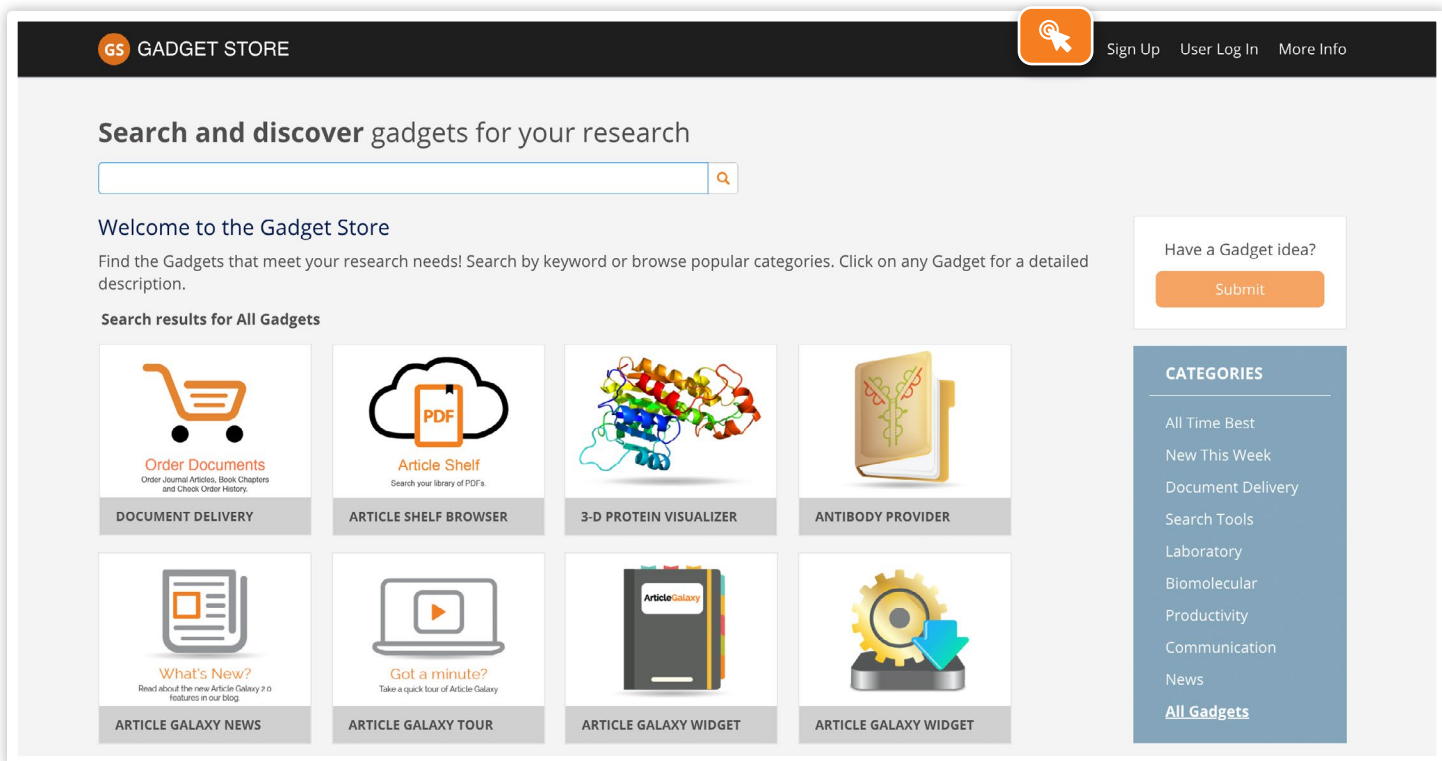 GS GADGET STORE
Sign Up User Log In More Info
Search and discover gadgets for your research
Welcome to the Gadget Store
Find the Gadgets that meet your research needs! Search by keyword or browse popular categories. Click on any Gadget for a detailed
description.
Search results for All Gadgets
Order Documents
Order Journal Articles, Book Chapters
and Check Order History.
DOCUMENT DELIVERY
PDF
Article Shelf
Search your library of PDFs.
ARTICLE SHELF BROWSER
3-D PROTEIN VISUALIZER
ANTIBODY PROVIDER
What's New?
Read about the new Article Galaxy 2.0
features in our blog.
ARTICLE GALAXY NEWS
Got a minute?
Take a quick tour of Article Galaxy
ARTICLE GALAXY TOUR
ArticleGalaxy
ARTICLE GALAXY WIDGET
ARTICLE GALAXY WIDGET
Have a Gadget idea?
Submit
CATEGORIES
All Time Best
New This Week
Document Delivery
Search Tools
Laboratory
Biomolecular
Productivity
Communication
News
All Gadgets